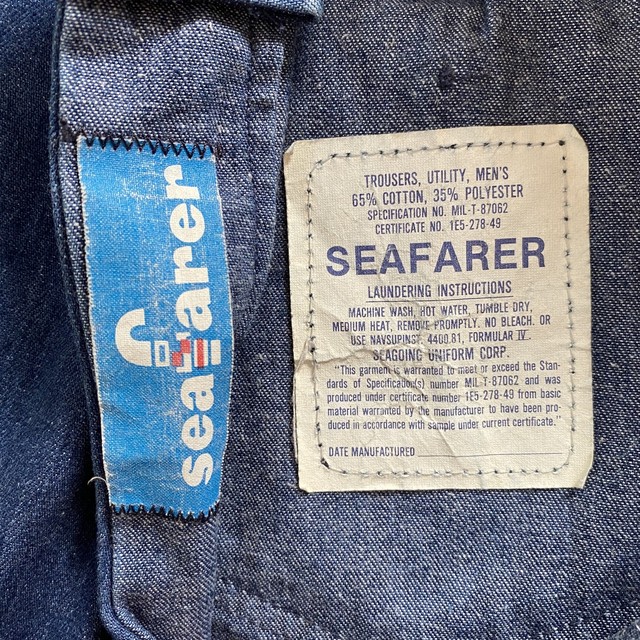 seafarer
TROUSERS, UTILITY, MEN'S
65% COTTON, 35% POLYESTER
SPECIFICATION NO. MIL-T-87062
CERTIFICATE NO. 1E5-278-49
SEAFARER
LAUNDERING INSTRUCTIONS
MACHINE WASH, HOT WATER, TUMBLE DRY,
MEDIUM HEAT, REMOVE PROMPTLY. NO BLEACH. OR
USE NAVSUPINST. 4400.81, FORMULAR IV
SEAGOING UNIFORM CORP.
"This garment is warranted to meet or exceed the Stan-
dards of Specification(s) number MIL-T-87062 and was
produced under certificate number 1E5-278-49 from basic
material warranted by the manufacturer to have been pro-
duced in accordance with sample under current certificate."
DATE MANUFACTURED